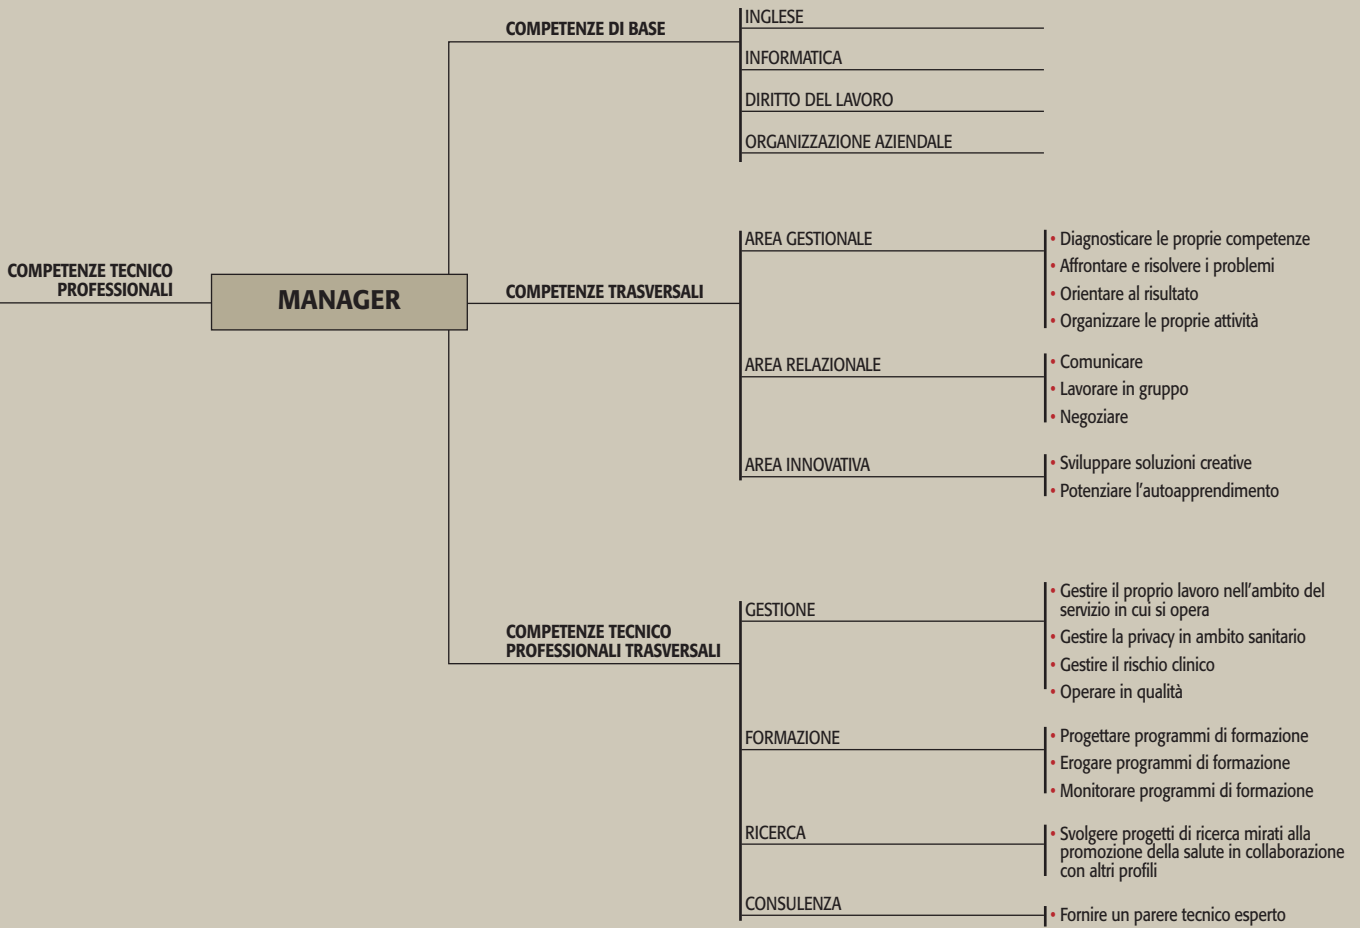 COMPETENZE TECNICO
PROFESSIONALI
MANAGER
COMPETENZE DI BASE
INGLESE
INFORMATICA
DIRITTO DEL LAVORO
ORGANIZZAZIONE AZIENDALE
COMPETENZE TRASVERSALI
AREA GESTIONALE
• Diagnosticare le proprie competenze
• Affrontare e risolvere i problemi
• Orientare al risultato
• Organizzare le proprie attività
AREA RELAZIONALE
• Comunicare
• Lavorare in gruppo
• Negoziare
AREA INNOVATIVA
• Sviluppare soluzioni creative
• Potenziare l'autoapprendimento
COMPETENZE TECNICO
PROFESSIONALI TRASVERSALI
GESTIONE
• Gestire il proprio lavoro nell'ambito del
servizio in cui si opera
• Gestire la privacy in ambito sanitario
• Gestire il rischio clinico
• Operare in qualità
FORMAZIONE
• Progettare programmi di formazione
• Erogare programmi di formazione
• Monitorare programmi di formazione
RICERCA
• Svolgere progetti di ricerca mirati alla
promozione della salute in collaborazione
con altri profili
CONSULENZA
• Fornire un parere tecnico esperto